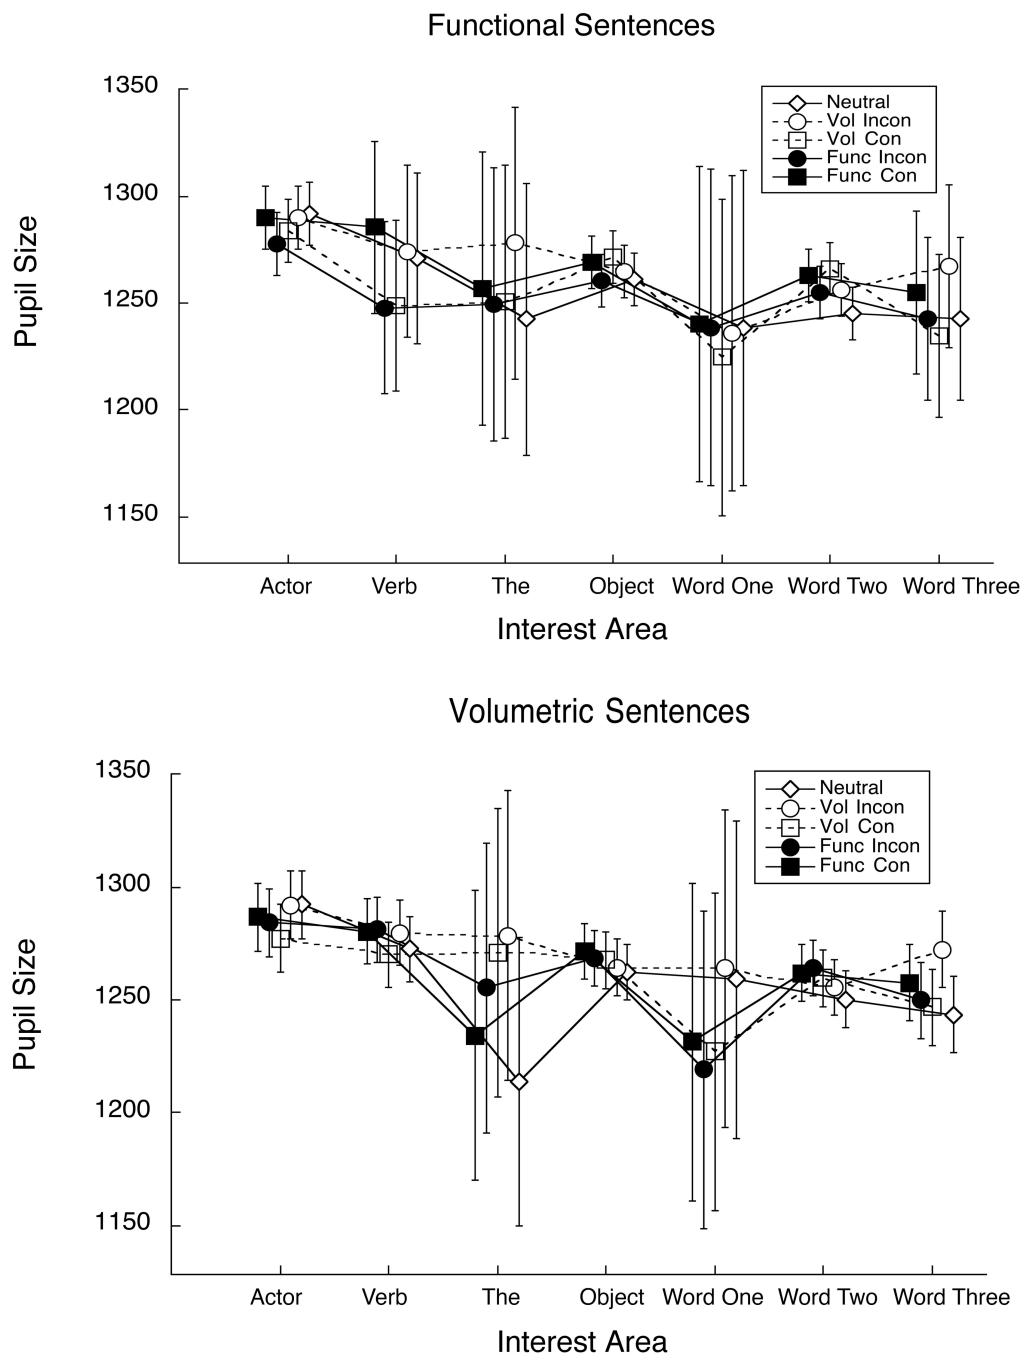 Functional Sentences
1350
1300
1250
1200
1150
Pupil Size
Neutral
Vol Incon
Vol Con
Func Incon
Func Con
Actor Verb The Object Word One Word Two Word Three
Interest Area
Volumetric Sentences
1350
1300
1250
1200
1150
Pupil Size
Neutral
Vol Incon
Vol Con
Func Incon
Func Con
Actor Verb The Object Word One Word Two Word Three
Interest Area